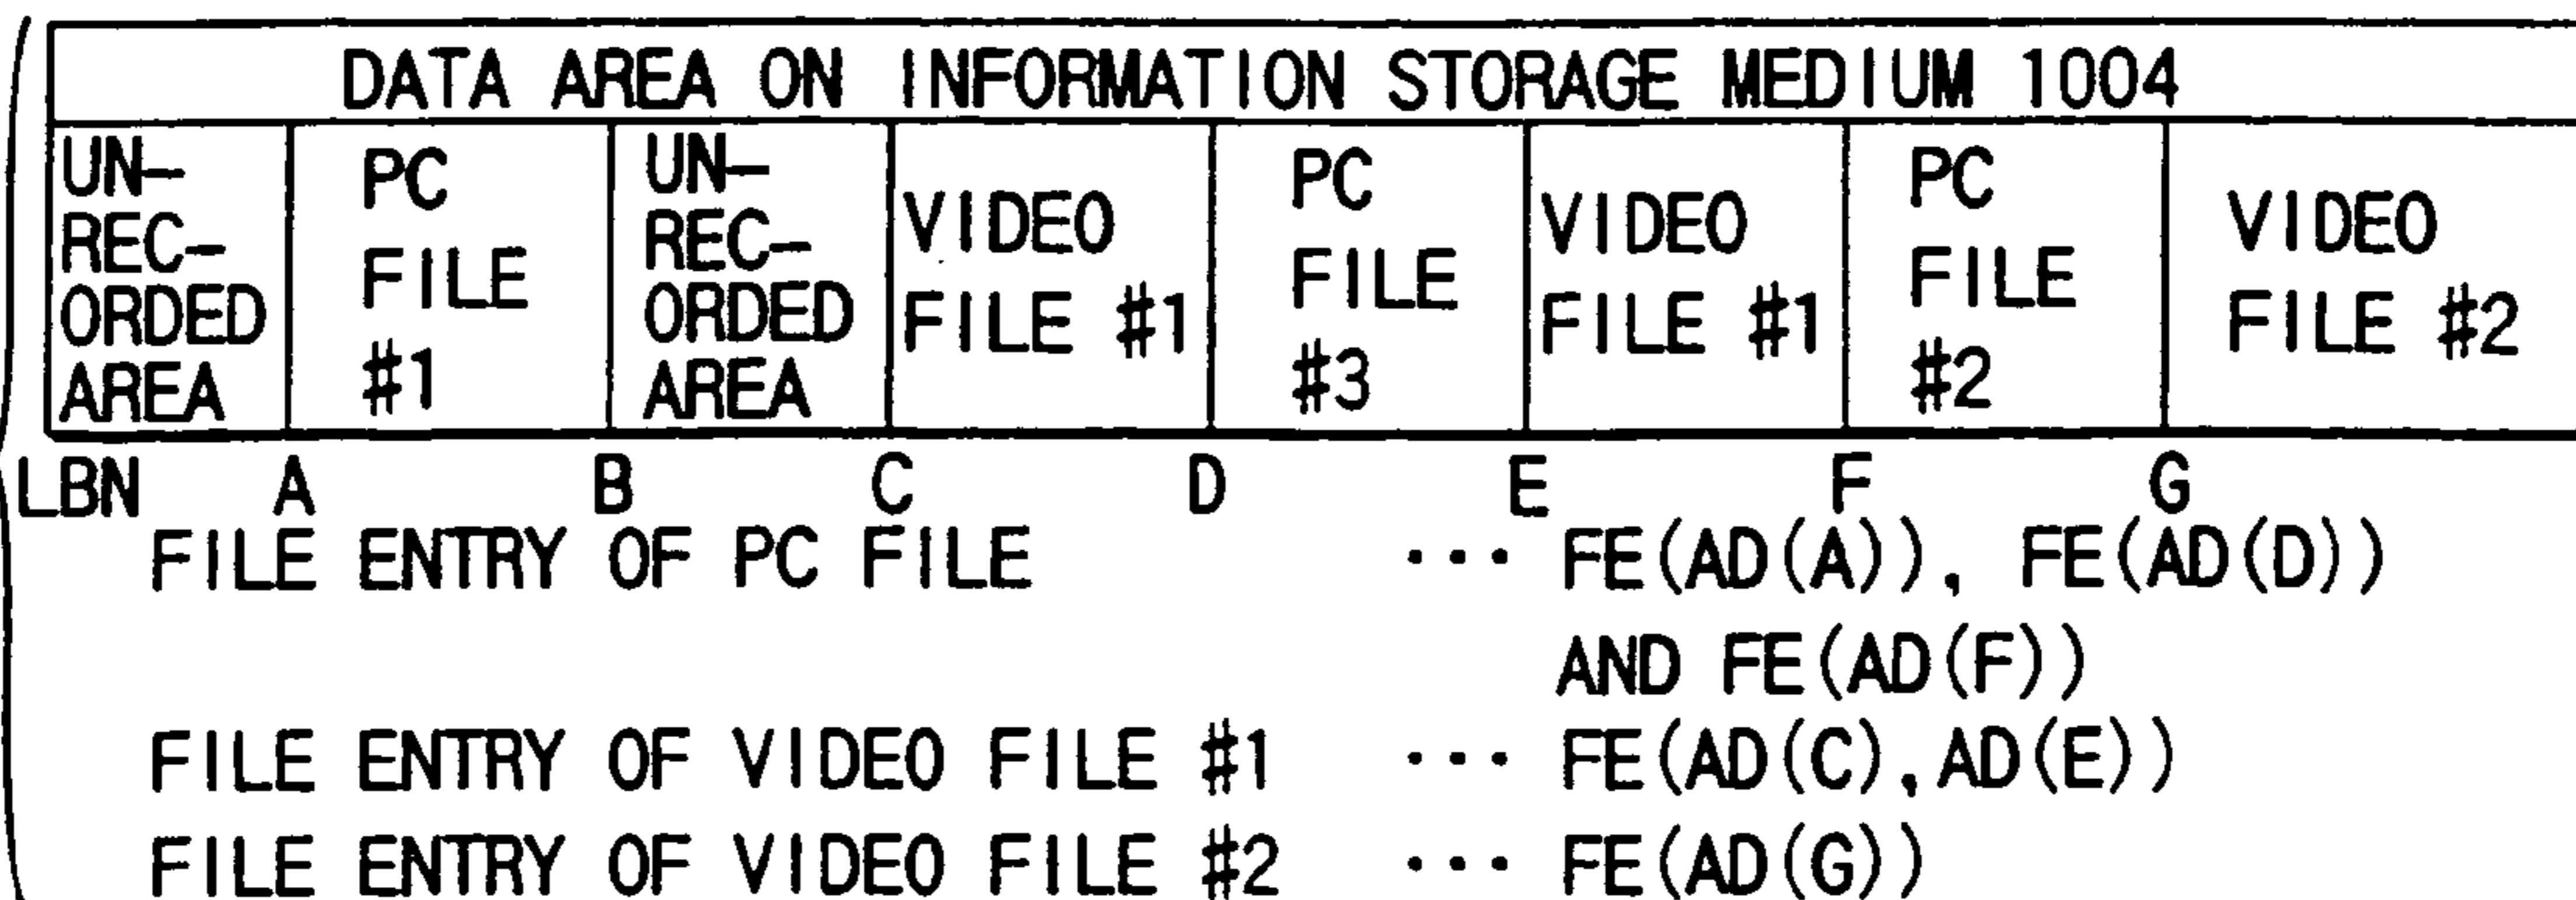 DATA AREA ON INFORMATION STORAGE MEDIUM 1004
UN-
REC-
ORDED
AREA
PC
FILE
#1
UN-
REC-
ORDED
AREA
VIDEO
FILE #1
PC
FILE
#3
VIDEO
FILE #1
PC
FILE
#2
VIDEO
FILE #2
LBN A B C D E F G
FILE ENTRY OF PC FILE ··· FE(AD(A)), FE(AD(D))
AND FE(AD(F))
FILE ENTRY OF VIDEO FILE #1 ··· FE(AD(C),AD(E))
FILE ENTRY OF VIDEO FILE #2 ··· FE(AD(G))